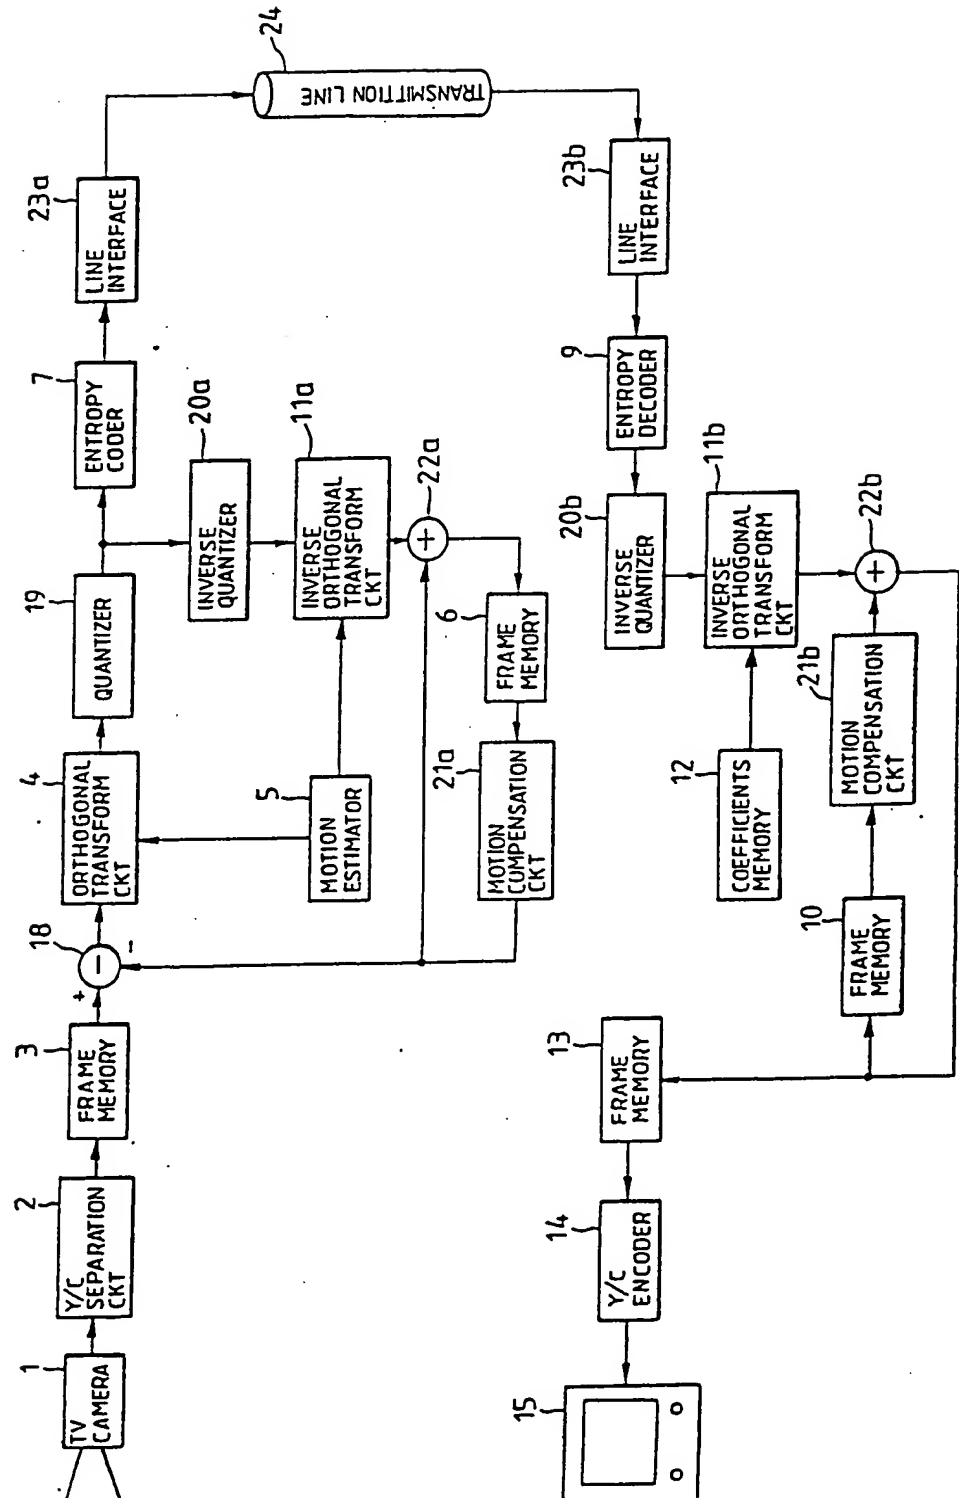 1
TV
CAMERA
2
Y/C
SEPARATION
CKT
3
FRAME
MEMORY
18
+
−
-
4
ORTHOGONAL
TRANSFORM
CKT
19
QUANTIZER
7
ENTROPY
CODER
23a
LINE
INTERFACE
24
TRANSMITTION LINE
20a
INVERSE
QUANTIZER
5
MOTION
ESTIMATOR
11a
INVERSE
ORTHOGONAL
TRANSFORM
CKT
22a
+
6
FRAME
MEMORY
21a
MOTION
CUMPENSATION
CKT
23b
LINE
INTERFACE
9
ENTROPY
DECODER
20b
INVERSE
QUANTIZER
12
COEFFICIENTS
MEMORY
11b
INVERSE
ORTHOGONAL
TRANSFORM
CKT
22b
+
21b
MOTION
COMPENSATION
CKT
10
FRAME
MEMORY
13
FRAME
MEMORY
14
Y/C
ENCODER
15